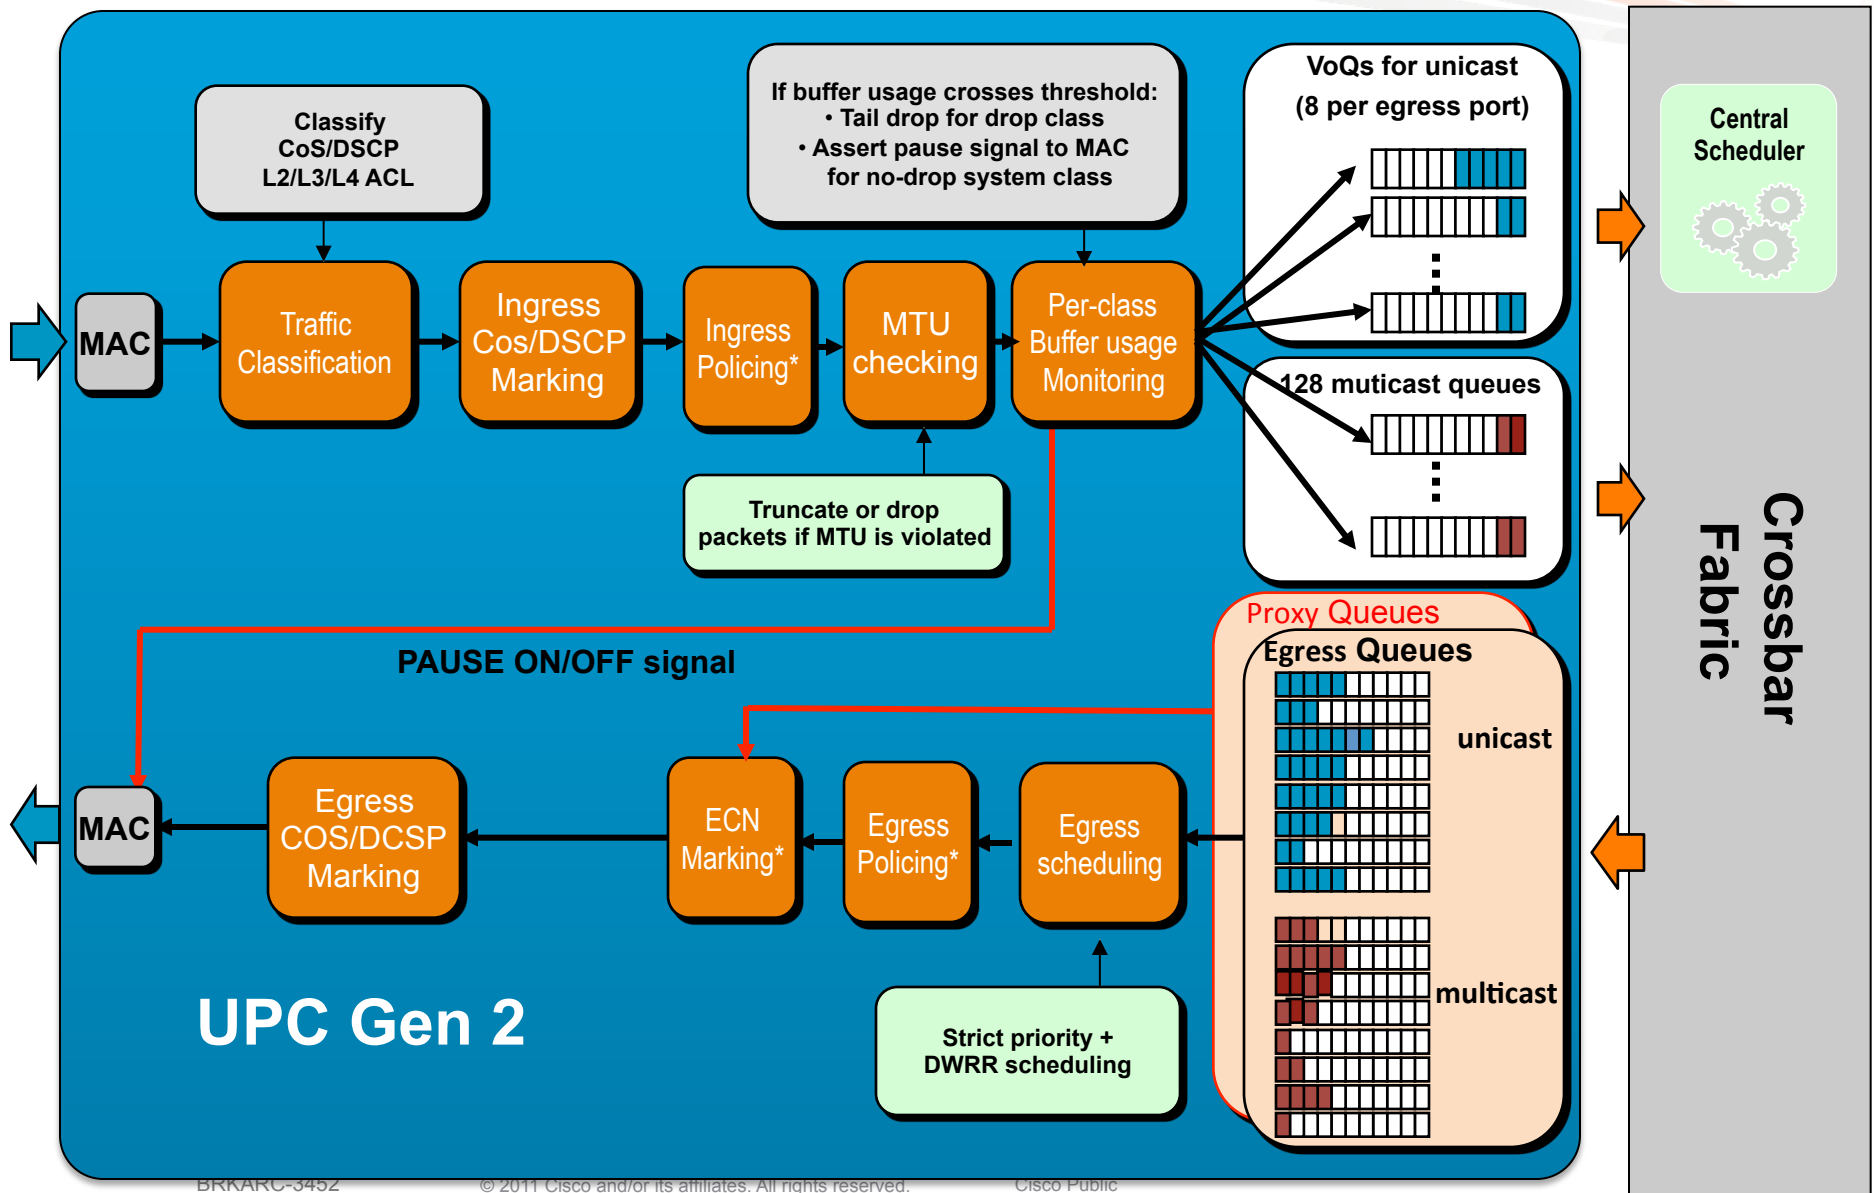 If buffer usage crosses threshold:
• Tail drop for drop class
• Assert pause signal to MAC
for no-drop system class
VoQs for unicast
(8 per egress port)
Classify
CoS/DSCP
L2/L3/L4 ACL
Central
Scheduler
MAC
Traffic
Classification
Ingress
Cos/DSCP
Marking
Ingress
Policing*
MTU
checking
Per-class
Buffer usage
Monitoring
128 muticast queues
Truncate or drop
packets if MTU is violated
Crossbar
Fabric
Proxy Queues
Egress Queues
unicast
multicast
PAUSE ON/OFF signal
MAC
Egress
COS/DCSP
Marking
ECN
Marking*
Egress
Policing*
Egress
scheduling
Strict priority +
DWRR scheduling
UPC Gen 2
BRKARC-3452
© 2011 Cisco and/or its affiliates. All rights reserved.
Cisco Public